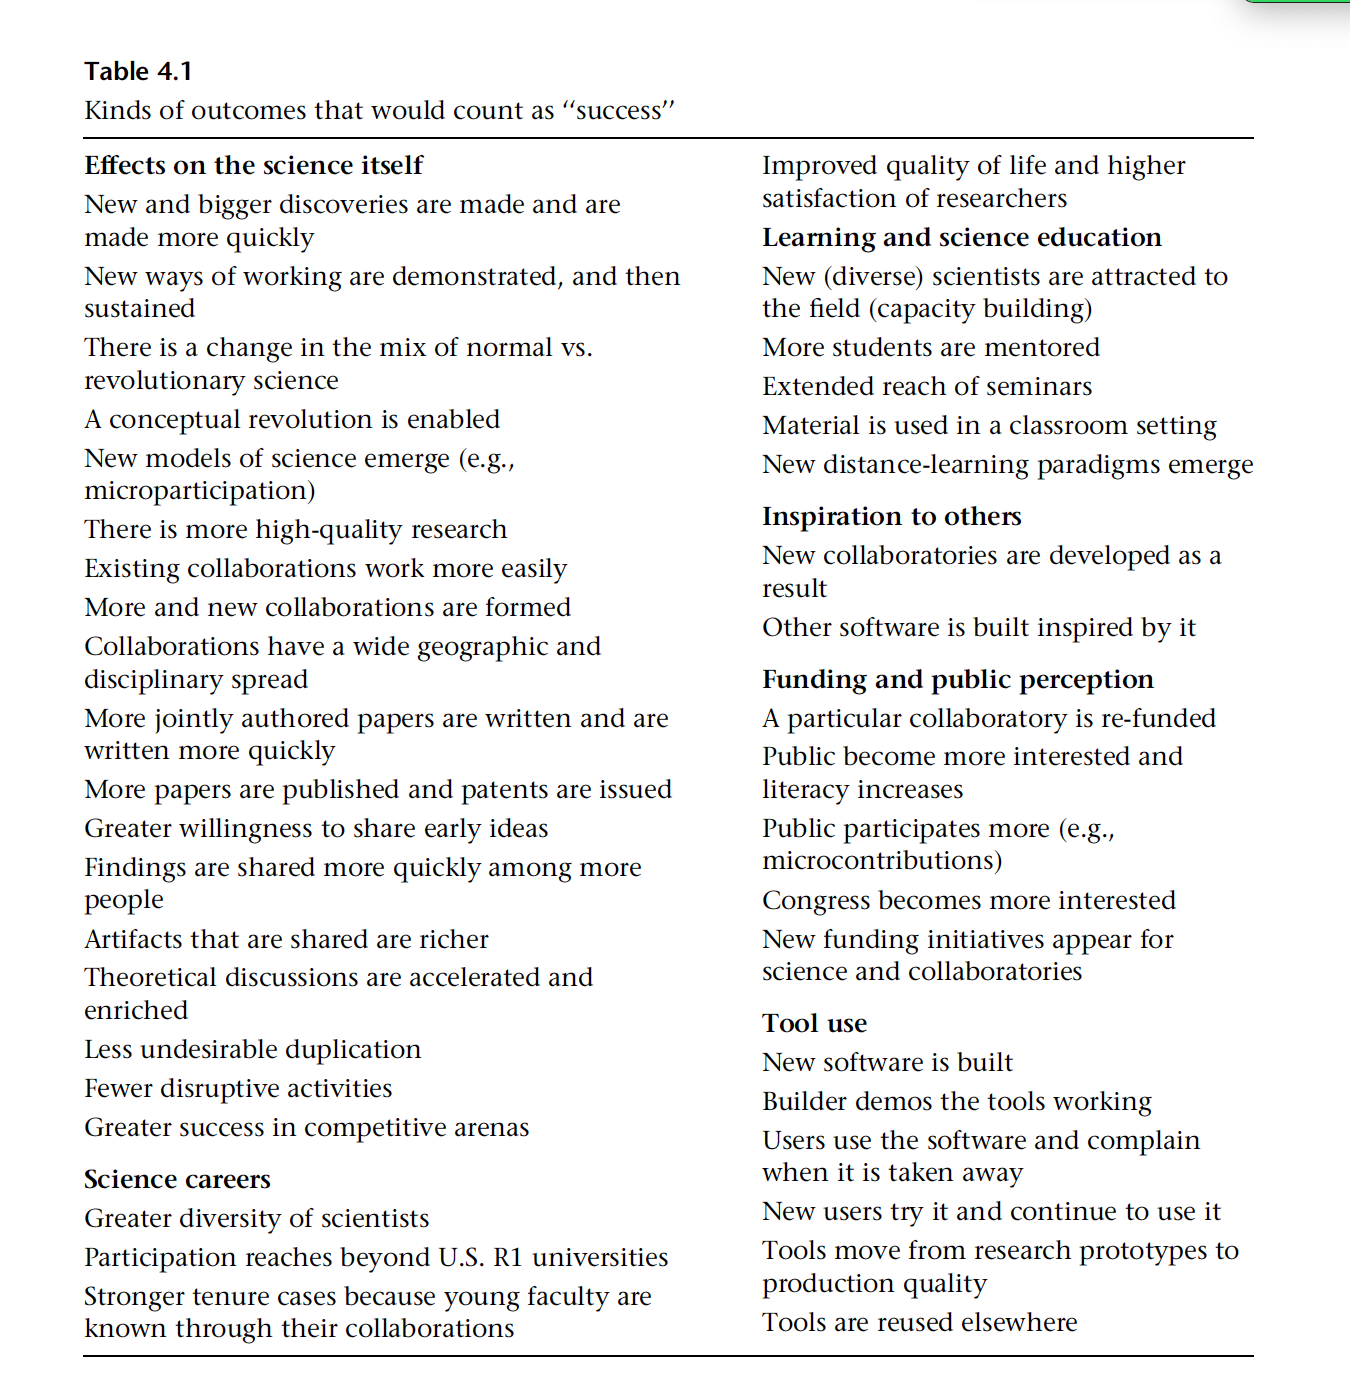 Table 4.1
Kinds of outcomes that would count as “success”
Effects on the science itself
New and bigger discoveries are made and are
made more quickly
New ways of working are demonstrated, and then
sustained
There is a change in the mix of normal vs.
revolutionary science
A conceptual revolution is enabled
New models of science emerge (e.g.,
microparticipation)
There is more high-quality research
Existing collaborations work more easily
More and new collaborations are formed
Collaborations have a wide geographic and
disciplinary spread
More jointly authored papers are written and are
written more quickly
More papers are published and patents are issued
Greater willingness to share early ideas
Findings are shared more quickly among more
people
Artifacts that are shared are richer
Theoretical discussions are accelerated and
enriched
Less undesirable duplication
Fewer disruptive activities
Greater success in competitive arenas
Science careers
Greater diversity of scientists
Participation reaches beyond U.S. R1 universities
Stronger tenure cases because young faculty are
known through their collaborations
Improved quality of life and higher
satisfaction of researchers
Learning and science education
New (diverse) scientists are attracted to
the field (capacity building)
More students are mentored
Extended reach of seminars
Material is used in a classroom setting
New distance-learning paradigms emerge
Inspiration to others
New collaboratories are developed as a
result
Other software is built inspired by it
Funding and public perception
A particular collaboratory is re-funded
Public become more interested and
literacy increases
Public participates more (e.g.,
microcontributions)
Congress becomes more interested
New funding initiatives appear for
science and collaboratories
Tool use
New software is built
Builder demos the tools working
Users use the software and complain
when it is taken away
New users try it and continue to use it
Tools move from research prototypes to
production quality
Tools are reused elsewhere